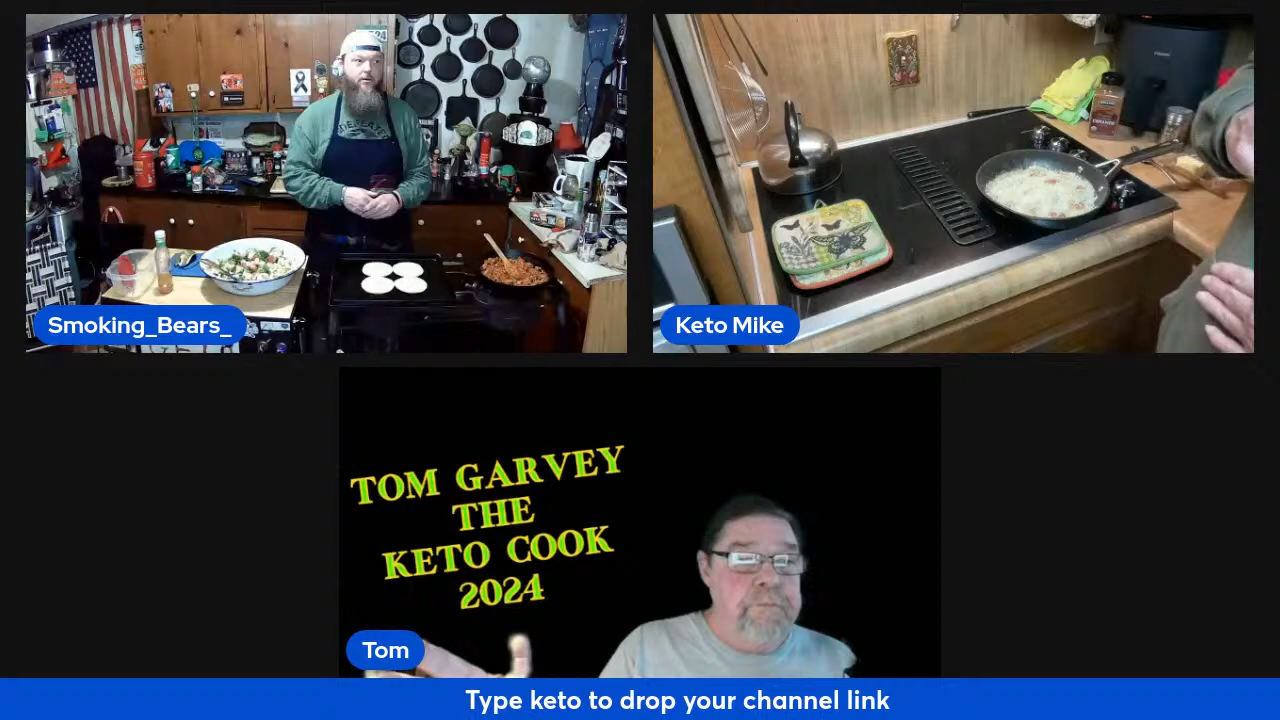 Smoking_Bears_
Keto Mike
TOM GARVEY
THE
KETO COOK
2024
Tom
Type keto to drop your channel link